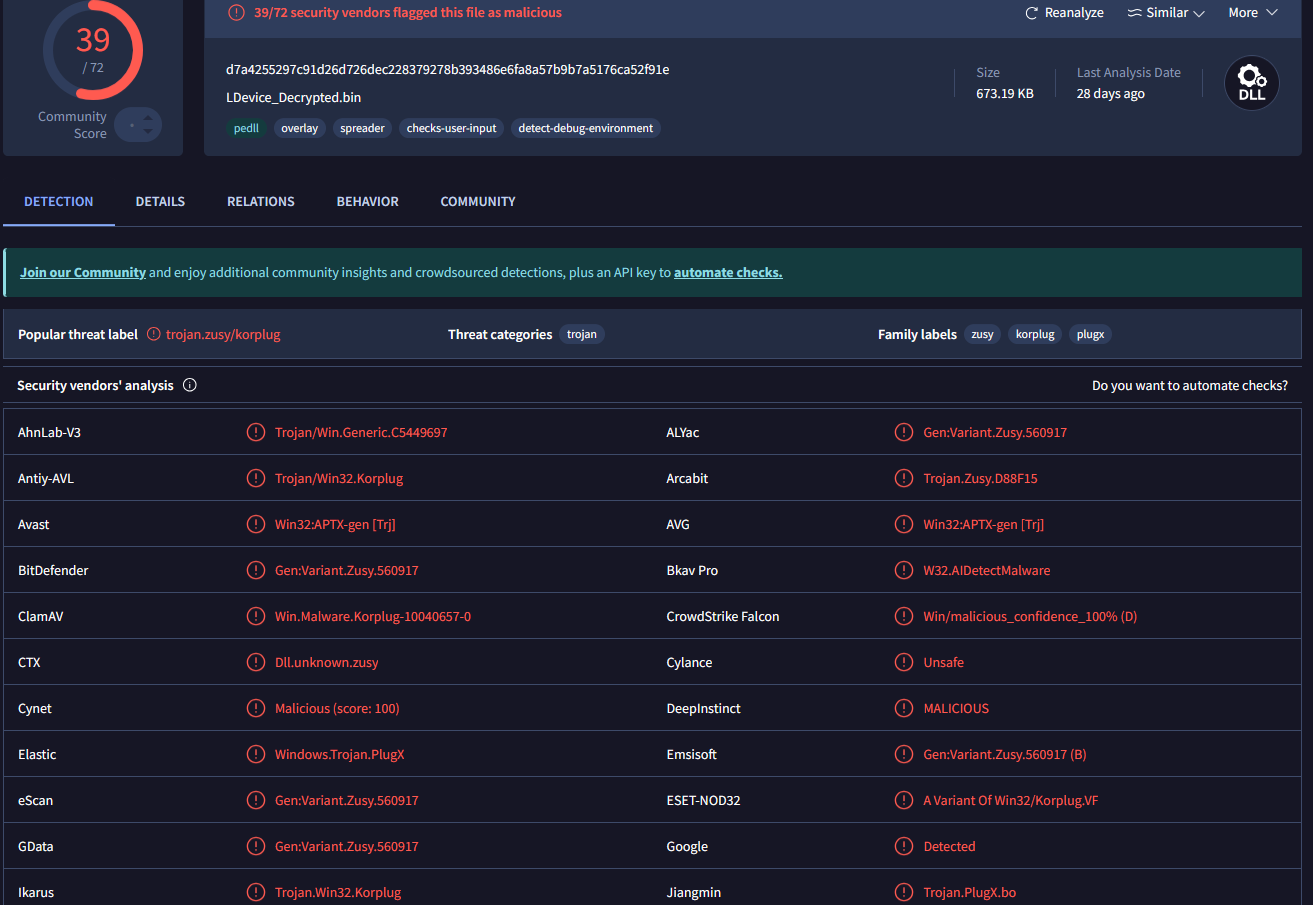 39
/ 72
Community
Score
39/72 security vendors flagged this file as malicious
Reanalyze
Similar
More
d7a4255297c91d26d726dec228379278b393486e6fa8a57b9b7a5176ca52f91e
LDevice_Decrypted.bin
pedll
overlay
spreader
checks-user-input
detect-debug-environment
Size
673.19 KB
Last Analysis Date
28 days ago
DLL
DETECTION
DETAILS
RELATIONS
BEHAVIOR
COMMUNITY
Join our Community and enjoy additional community insights and crowdsourced detections, plus an API key to automate checks.
Popular threat label
trojan.zusy/korplug
Threat categories
trojan
Family labels
zusy
korplug
plugx
Security vendors' analysis
Do you want to automate checks?
AhnLab-V3
Trojan/Win.Generic.C5449697
ALYac
Gen:Variant.Zusy.560917
Antiy-AVL
Trojan/Win32.Korplug
Arcabit
Trojan.Zusy.D88F15
Avast
Win32:APTX-gen [Trj]
AVG
Win32:APTX-gen [Trj]
BitDefender
Gen:Variant.Zusy.560917
Bkav Pro
W32.AIDetectMalware
ClamAV
Win.Malware.Korplug-10040657-0
CrowdStrike Falcon
Win/malicious_confidence_100% (D)
CTX
Dll.unknown.zusy
Cylance
Unsafe
Cynet
Malicious (score: 100)
DeepInstinct
MALICIOUS
Elastic
Windows.Trojan.PlugX
Emsisoft
Gen:Variant.Zusy.560917 (B)
eScan
Gen:Variant.Zusy.560917
ESET-NOD32
A Variant Of Win32/Korplug.VF
GData
Gen:Variant.Zusy.560917
Google
Detected
Ikarus
Trojan.Win32.Korplug
Jiangmin
Trojan.PlugX.bo